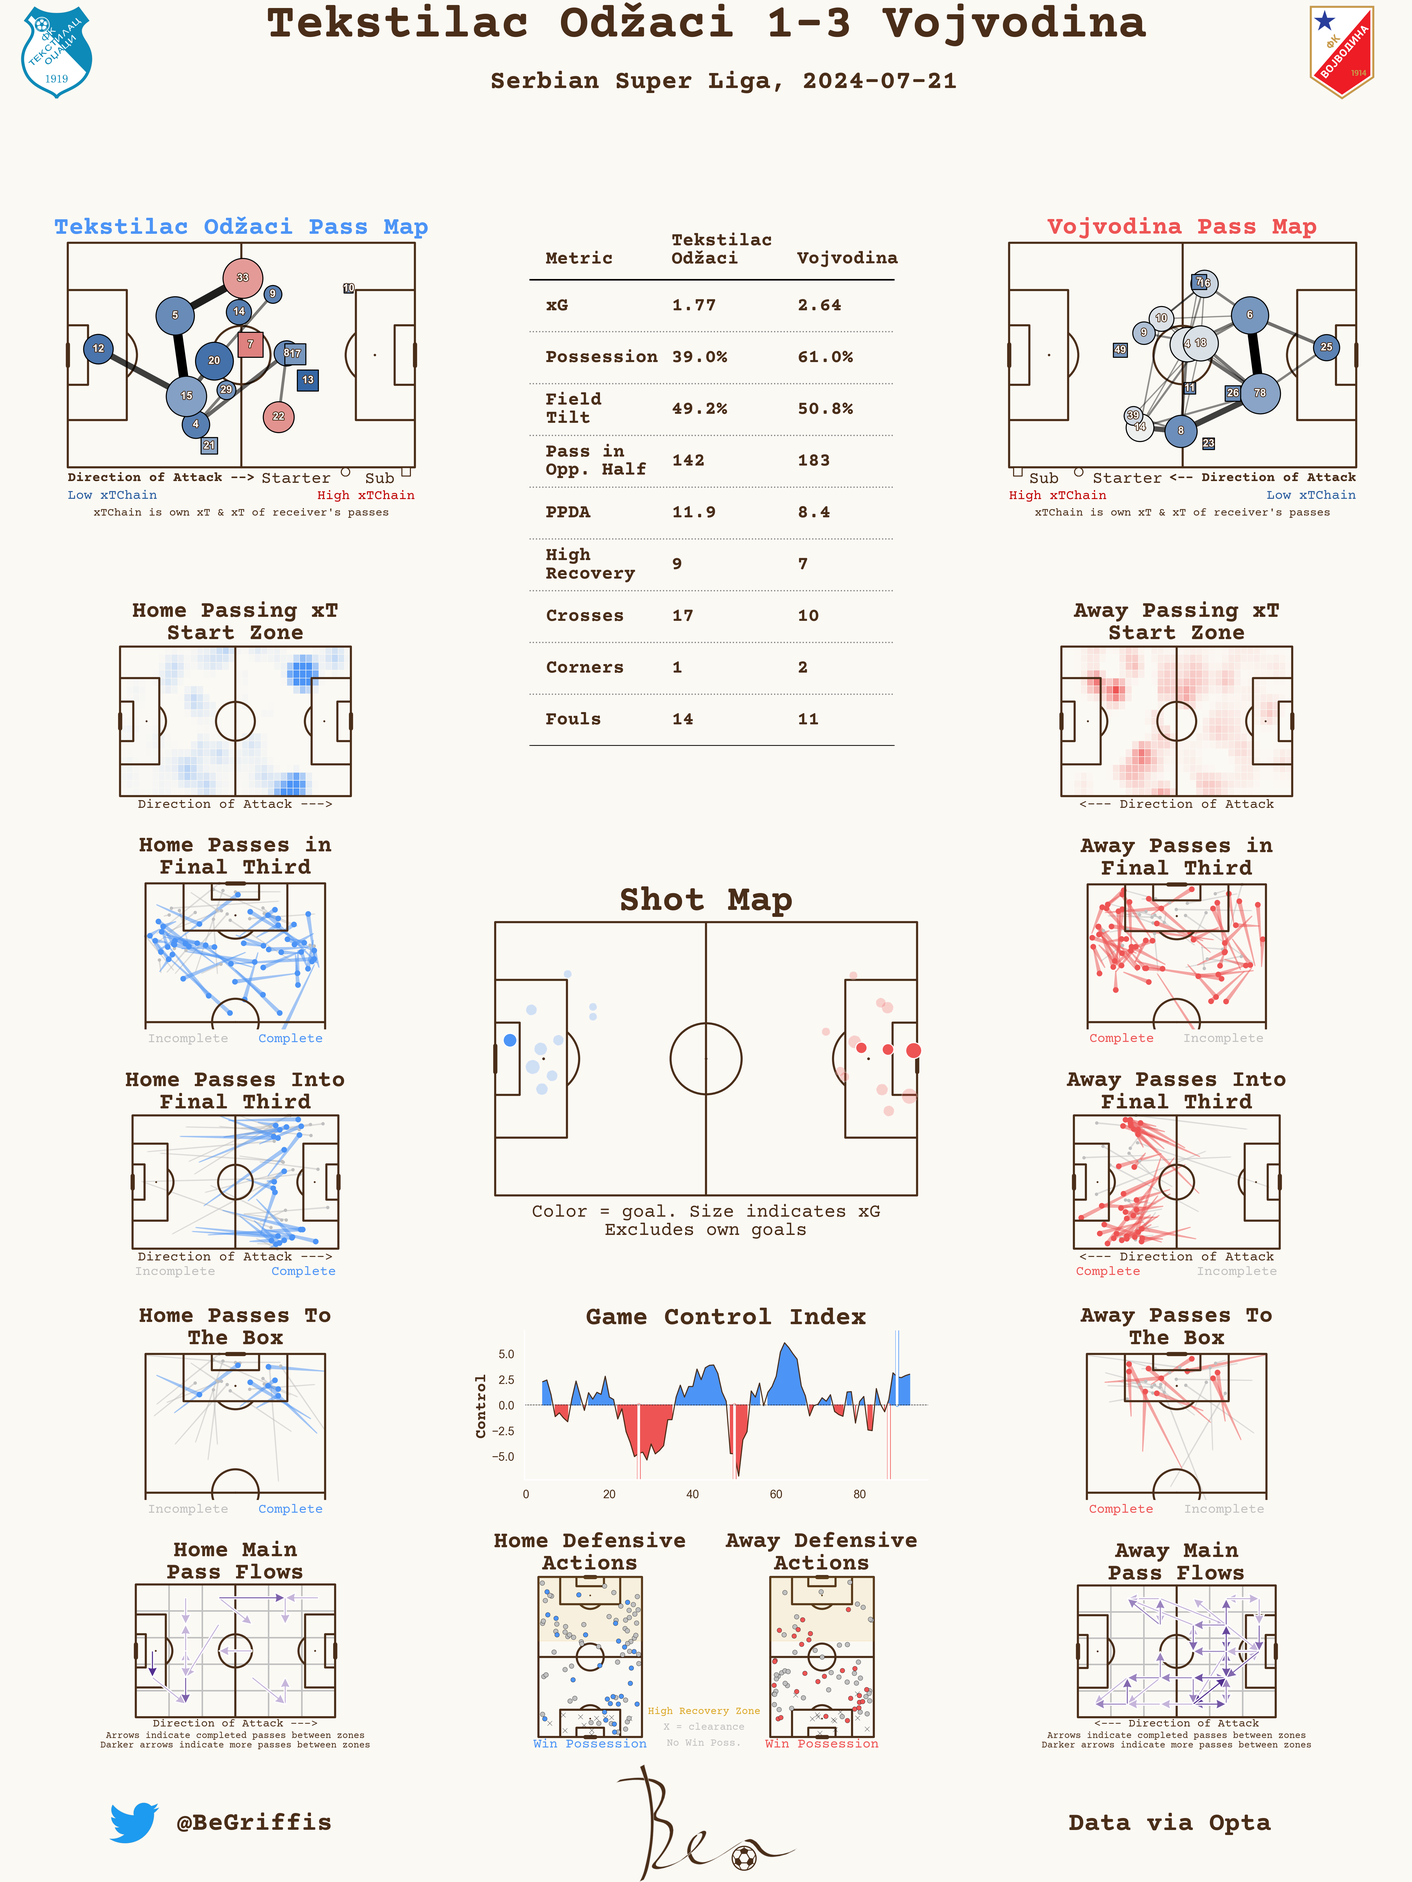 Tekstilac Odžaci 1-3 Vojvodina
Serbian Super Liga, 2024-07-21
ФК
ТЕКСТИЛАЦ
ОЏАЦИ
1919
ФК
ВОЈВОДИНА
1914
Tekstilac Odžaci Pass Map
33
9
10
14
5
7
12
20
8
17
13
29
15
22
4
21
Direction of Attack --> Starter Sub
Low xTChain High xTChain
xTChain is own xT & xT of receiver's passes
Metric Tekstilac Odžaci Vojvodina
xG 1.77 2.64
Possession 39.0% 61.0%
Field Tilt 49.2% 50.8%
Pass in Opp. Half 142 183
PPDA 11.9 8.4
High Recovery 9 7
Crosses 17 10
Corners 1 2
Fouls 14 11
Vojvodina Pass Map
7
16
10
6
9
4
18
49
25
11
26
78
39
14
8
23
Sub Starter <-- Direction of Attack
High xTChain Low xTChain
xTChain is own xT & xT of receiver's passes
Home Passing xT
Start Zone
Direction of Attack --->
Away Passing xT
Start Zone
<--- Direction of Attack
Home Passes in
Final Third
Incomplete Complete
Away Passes in
Final Third
Complete Incomplete
Shot Map
Color = goal. Size indicates xG
Excludes own goals
Home Passes Into
Final Third
Direction of Attack --->
Incomplete Complete
Away Passes Into
Final Third
<--- Direction of Attack
Complete Incomplete
Home Passes To
The Box
Incomplete Complete
Game Control Index
Control
5.0
2.5
0.0
−2.5
−5.0
0 20 40 60 80
Away Passes To
The Box
Complete Incomplete
Home Main
Pass Flows
Direction of Attack --->
Arrows indicate completed passes between zones
Darker arrows indicate more passes between zones
Home Defensive
Actions
Win Possession
High Recovery Zone
X = clearance
No Win Poss.
Away Defensive
Actions
Win Possession
Away Main
Pass Flows
<--- Direction of Attack
Arrows indicate completed passes between zones
Darker arrows indicate more passes between zones
@BeGriffis
Ben
Data via Opta